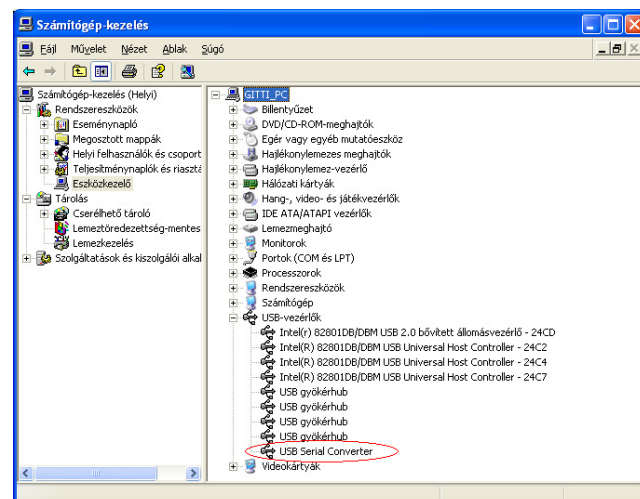 Számítógép-kezelés
Fájl Művelet Nézet Ablak Súgó
Számítógép-kezelés (Helyi)
Rendszereszközök
Eseménynapló
Megosztott mappák
Helyi felhasználók és csoport
Teljesítménynaplók és riasztá
Eszközkezelő
Tárolás
Cserélhető tároló
Lemeztöredezettség-mentes
Lemezkezelés
Szolgáltatások és kiszolgálói alkal
GITTI_PC
Billentyűzet
DVD/CD-ROM-meghajtók
Egér vagy egyéb mutatóeszköz
Hajlékonylemezes meghajtók
Hajlékonylemez-vezérlő
Hálózati kártyák
Hang-, video- és játékvezérlők
IDE ATA/ATAPI vezérlők
Lemezmeghajtó
Monitorok
Portok (COM és LPT)
Processzorok
Rendszereszközök
Számítógép
USB-vezérlők
Intel(r) 82801DB/DBM USB 2.0 bővített állomásvezérlő - 24CD
Intel(R) 82801DB/DBM USB Universal Host Controller - 24C2
Intel(R) 82801DB/DBM USB Universal Host Controller - 24C4
Intel(R) 82801DB/DBM USB Universal Host Controller - 24C7
USB gyökérhub
USB gyökérhub
USB gyökérhub
USB gyökérhub
USB Serial Converter
Videokártyák